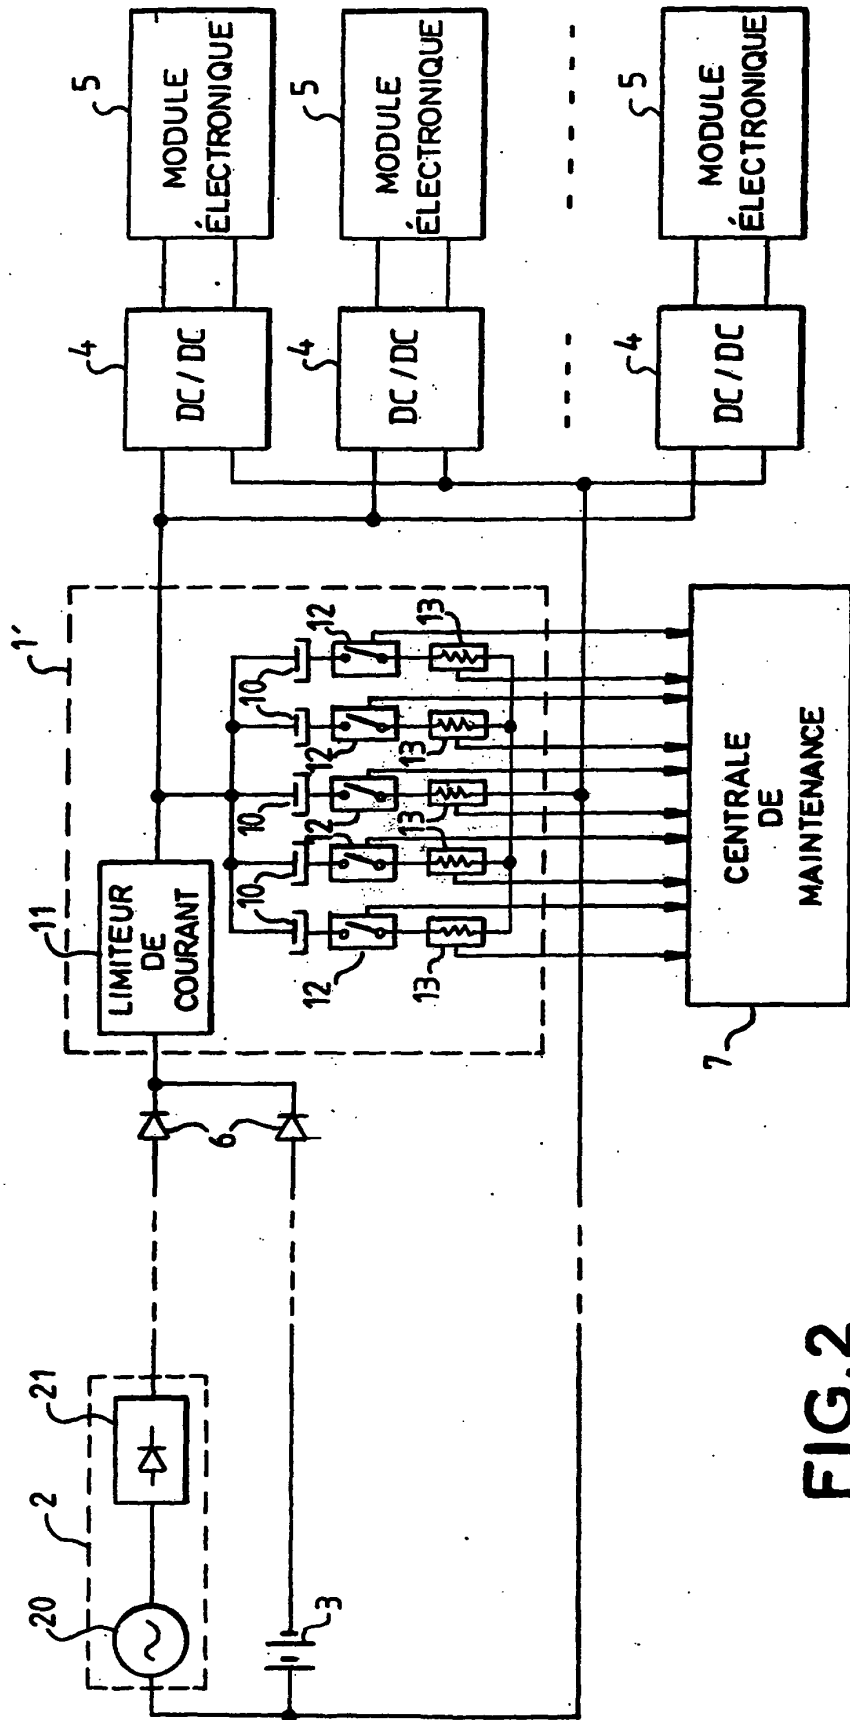 20
2
21
3
6
1'
11
LIMITEUR
DE
COURANT
10
10
10
10
10
12
12
12
12
12
13
13
13
13
13
7
CENTRALE
DE
MAINTENANCE
4
DC/DC
5
MODULE
ÉLECTRONIQUE
4
DC/DC
5
MODULE
ÉLECTRONIQUE
4
DC/DC
5
MODULE
ÉLECTRONIQUE
FIG.2